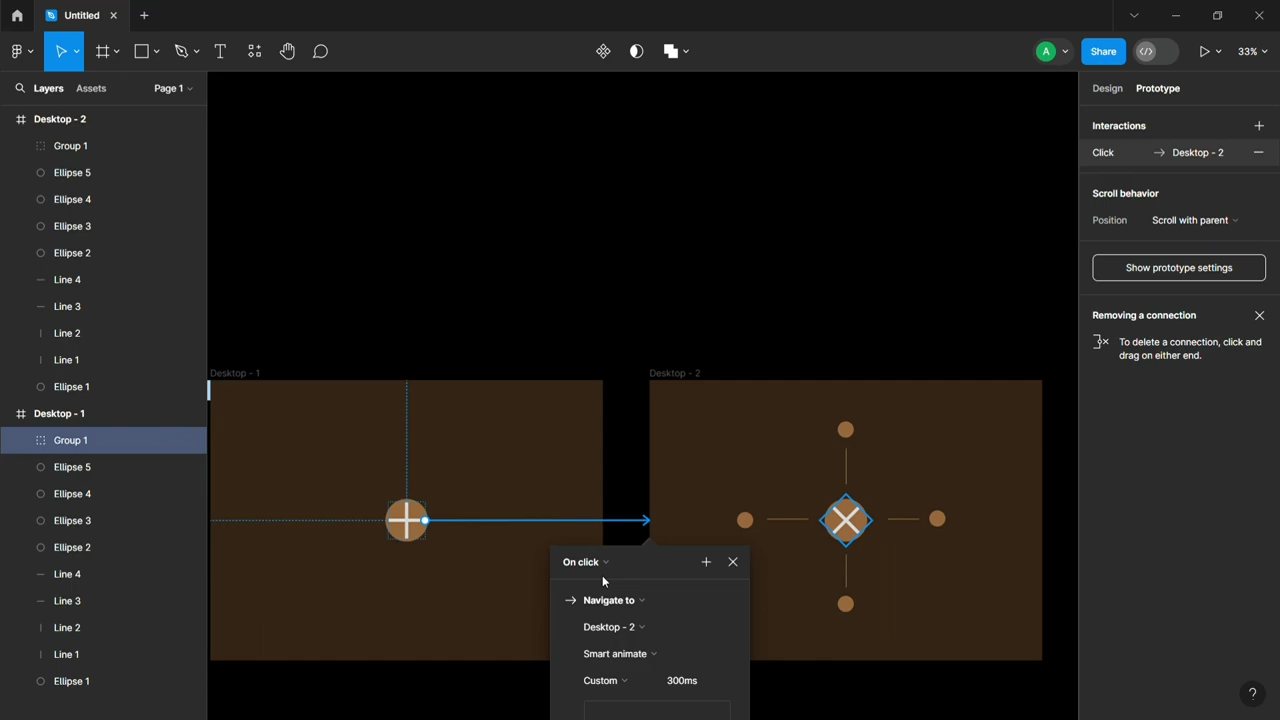 Untitled
A
Share
33%
Layers
Assets
Page 1
Design
Prototype
Desktop - 2
Group 1
Ellipse 5
Ellipse 4
Ellipse 3
Ellipse 2
Line 4
Line 3
Line 2
Line 1
Ellipse 1
Desktop - 1
Group 1
Ellipse 5
Ellipse 4
Ellipse 3
Ellipse 2
Line 4
Line 3
Line 2
Line 1
Ellipse 1
Desktop - 1
Desktop - 2
On click
Navigate to
Desktop - 2
Smart animate
Custom 300ms
Interactions
Click Desktop - 2
Scroll behavior
Position Scroll with parent
Show prototype settings
Removing a connection
To delete a connection, click and
drag on either end.
?